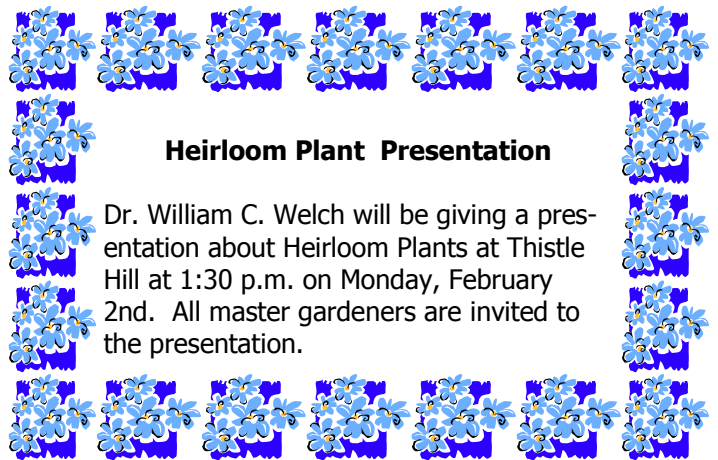 Heirloom Plant  Presentation
Dr. William C. Welch will be giving a pres-
entation about Heirloom Plants at Thistle
Hill at 1:30 p.m. on Monday, February
2nd.  All master gardeners are invited to
the presentation.